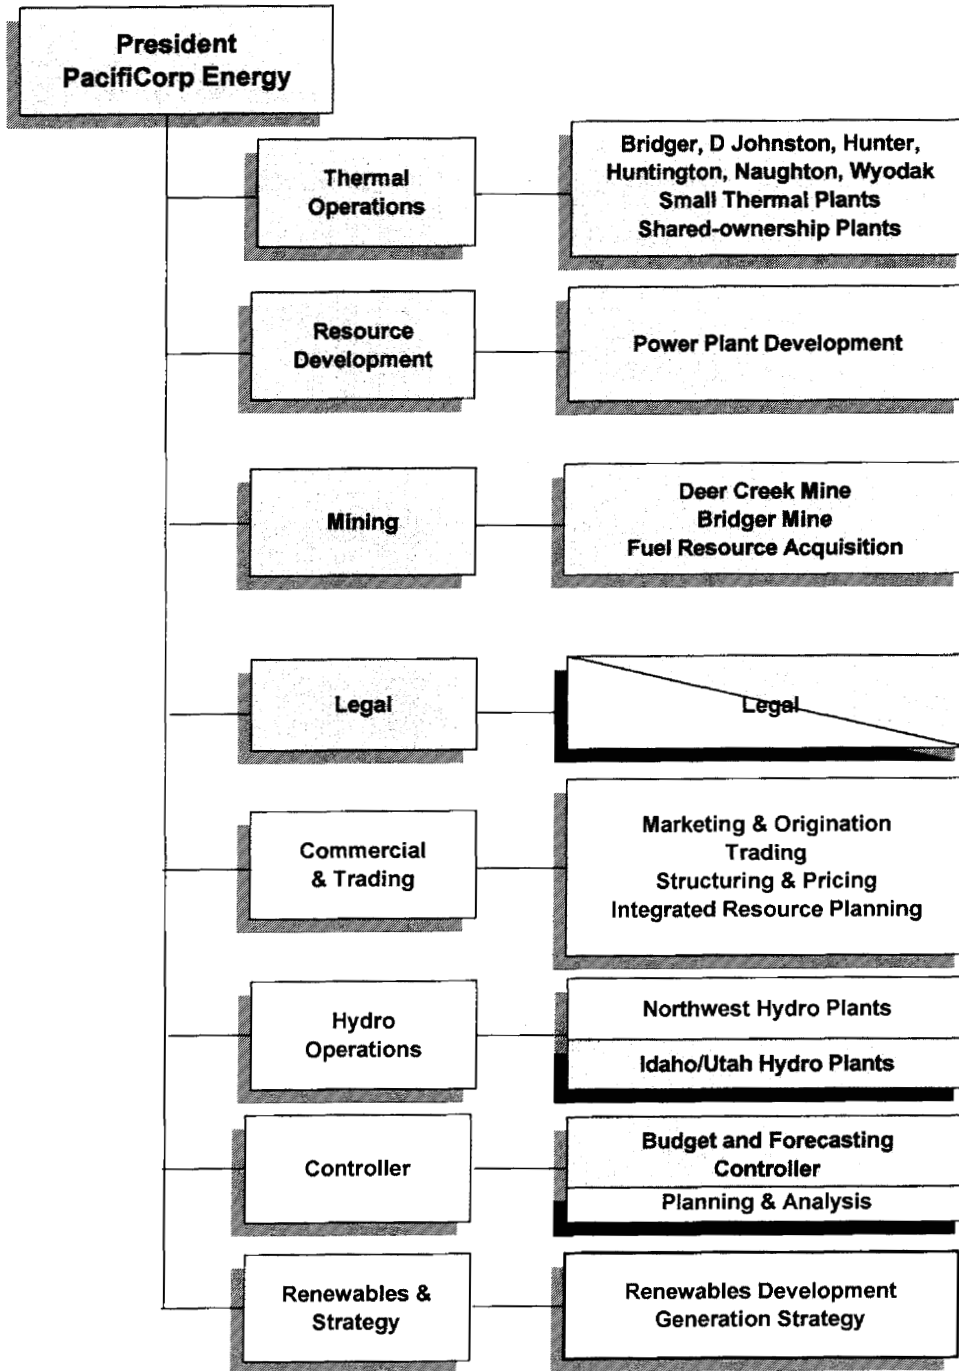 President
PacifiCorp Energy
Thermal
Operations
Bridger, D Johnston, Hunter,
Huntington, Naughton, Wyodak
Small Thermal Plants
Shared-ownership Plants
Resource
Development
Power Plant Development
Mining
Deer Creek Mine
Bridger Mine
Fuel Resource Acquisition
Legal
Legal
Commercial
& Trading
Marketing & Origination
Trading
Structuring & Pricing
Integrated Resource Planning
Hydro
Operations
Northwest Hydro Plants
Idaho/Utah Hydro Plants
Controller
Budget and Forecasting
Controller
Planning & Analysis
Renewables &
Strategy
Renewables Development
Generation Strategy